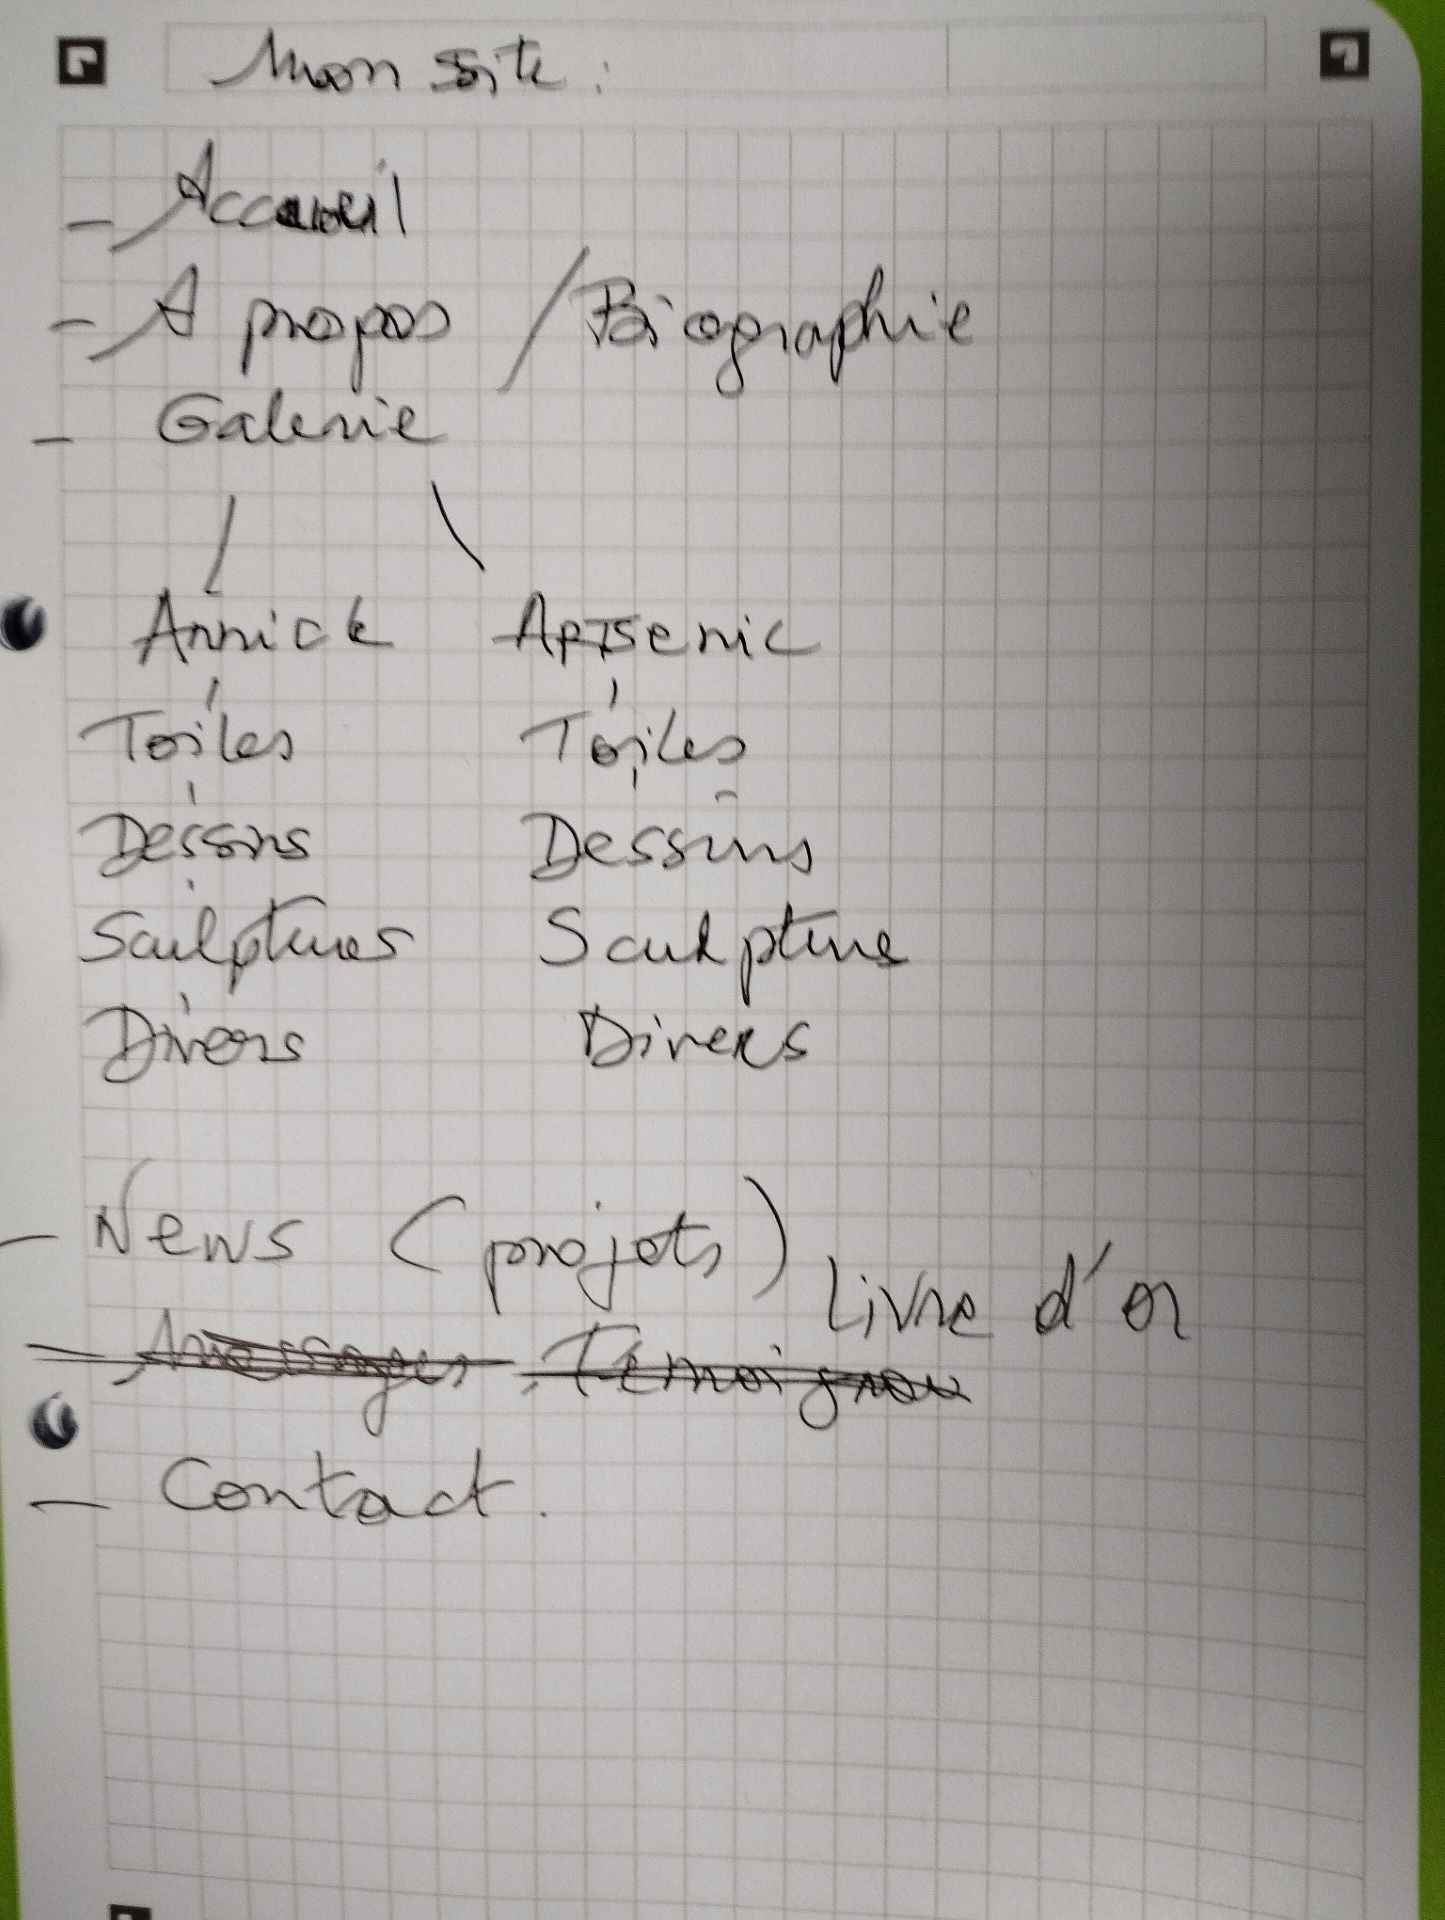 Mon site :
- Accueil
- A propos / Biographie
- Galerie
Annick Artsenic
Toiles Toiles
Dessins Dessins
Sculptures Sculpture
Divers Divers
- News (projets)
Livre d'or
- Messages, Temoignau
- Contact.